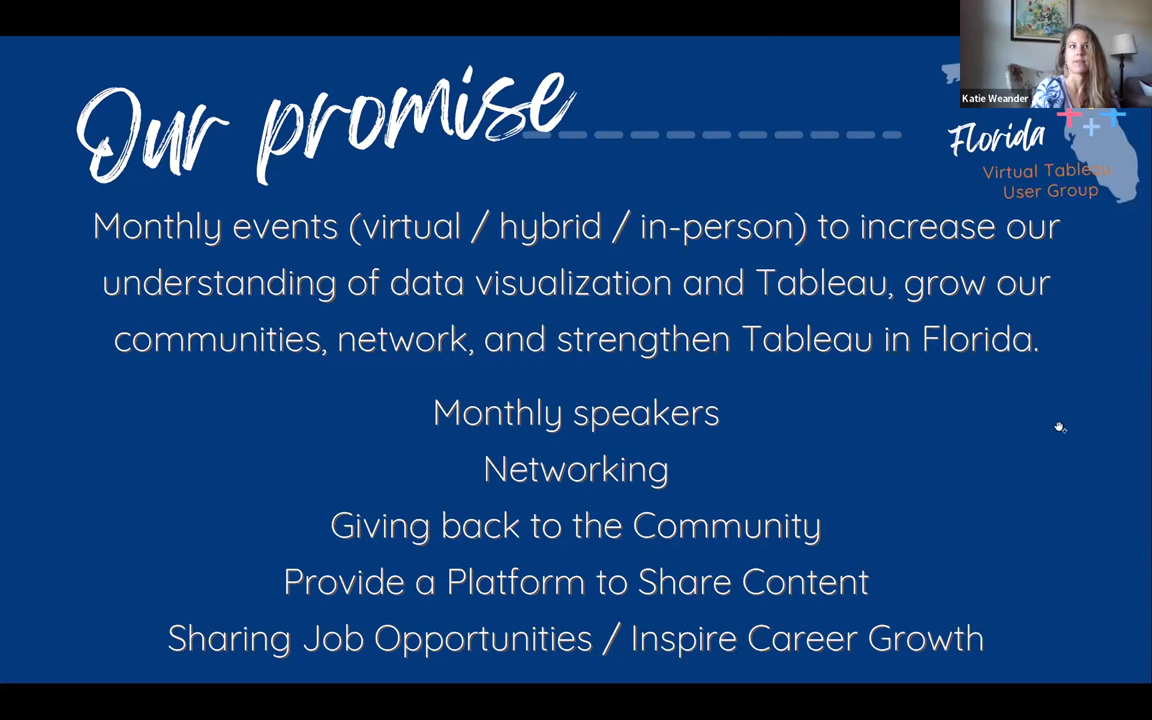 Katie Weander
Our promise
Florida
Virtual Tableau
User Group
Monthly events (virtual / hybrid / in-person) to increase our
understanding of data visualization and Tableau, grow our
communities, network, and strengthen Tableau in Florida.
Monthly speakers
Networking
Giving back to the Community
Provide a Platform to Share Content
Sharing Job Opportunities / Inspire Career Growth